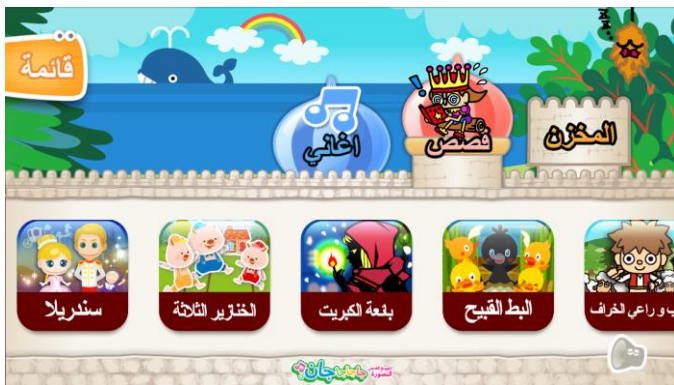 قائمة
المخزن
قصص
اغاني
ب و راعي الخراف
البط القبيح
بائعة الكبريت
الخنازير الثلاثة
سندريلا